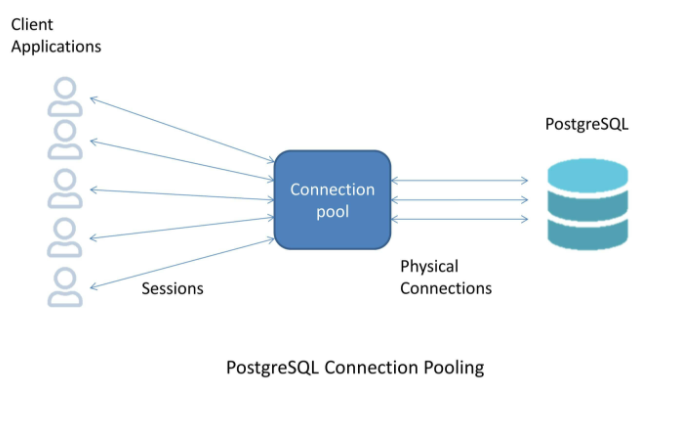 Client
Applications
PostgreSQL
Connection
pool
Physical
Connections
Sessions
PostgreSQL Connection Pooling